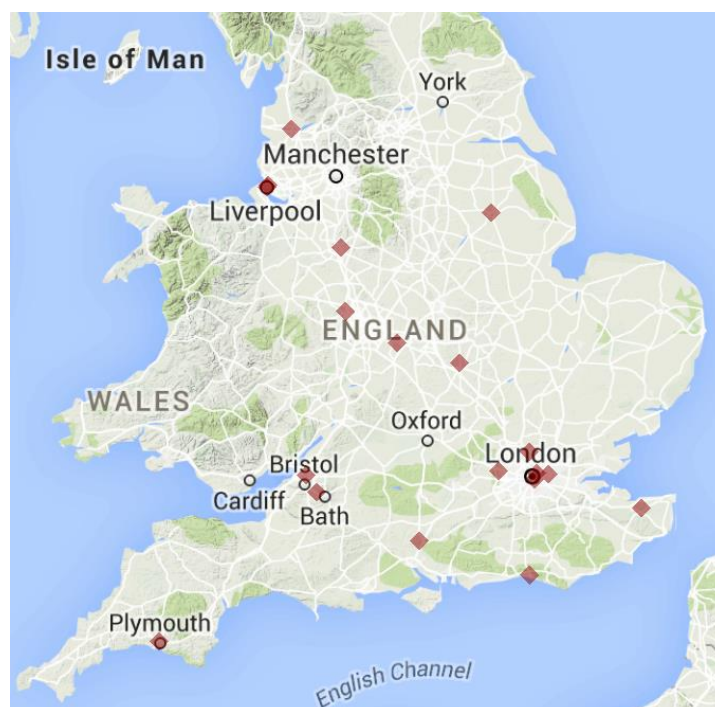 Isle of Man
York
Manchester
Liverpool
ENGLAND
WALES
Oxford
London
Bristol
Cardiff
Bath
Plymouth
English Channel